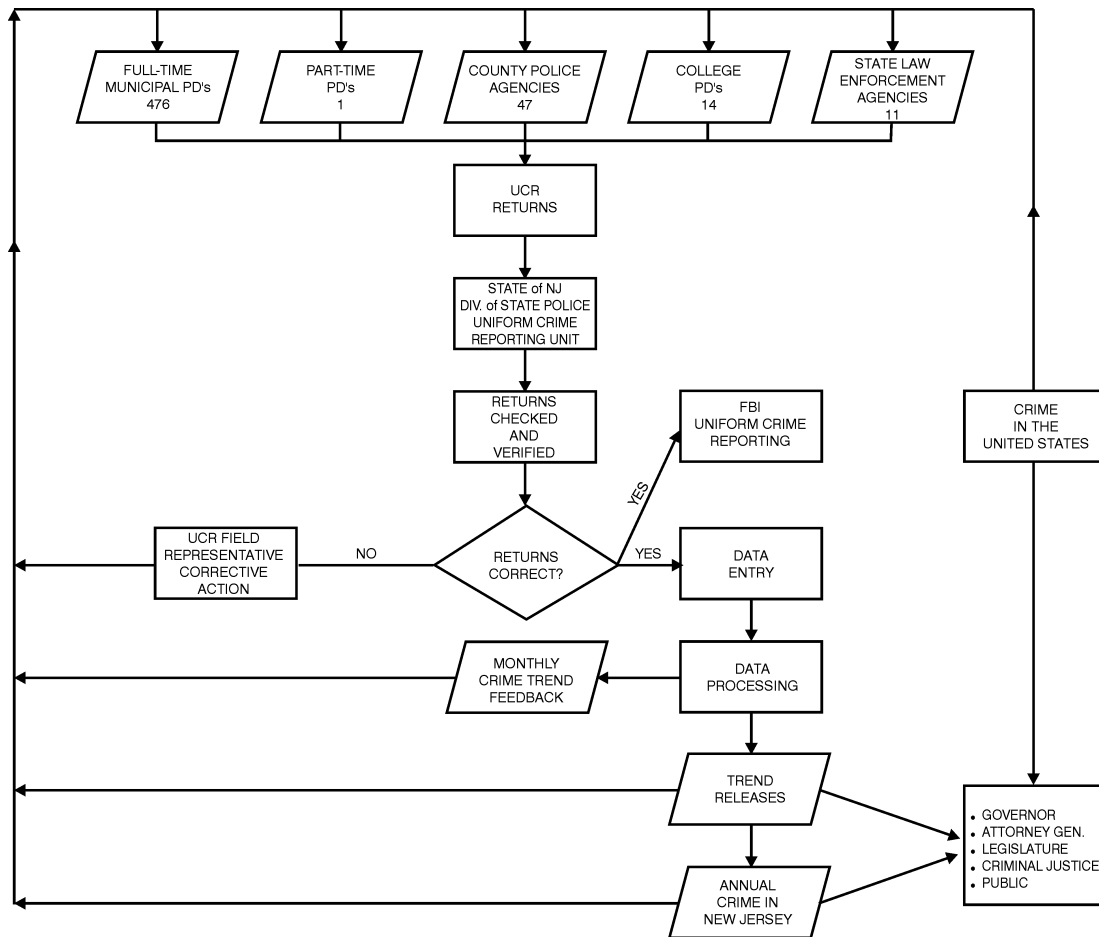 FULL-TIME
MUNICIPAL PD's
476
PART-TIME
PD's
1
COUNTY POLICE
AGENCIES
47
COLLEGE
PD's
14
STATE LAW
ENFORCEMENT
AGENCIES
11
UCR
RETURNS
STATE of NJ
DIV. of STATE POLICE
UNIFORM CRIME
REPORTING UNIT
RETURNS
CHECKED
AND
VERIFIED
FBI
UNIFORM CRIME
REPORTING
CRIME
IN THE
UNITED STATES
YES
UCR FIELD
REPRESENTATIVE
CORRECTIVE
ACTION
NO
RETURNS
CORRECT?
YES
DATA
ENTRY
MONTHLY
CRIME TREND
FEEDBACK
DATA
PROCESSING
TREND
RELEASES
• GOVERNOR
• ATTORNEY GEN.
• LEGISLATURE
• CRIMINAL JUSTICE
• PUBLIC
ANNUAL
CRIME IN
NEW JERSEY